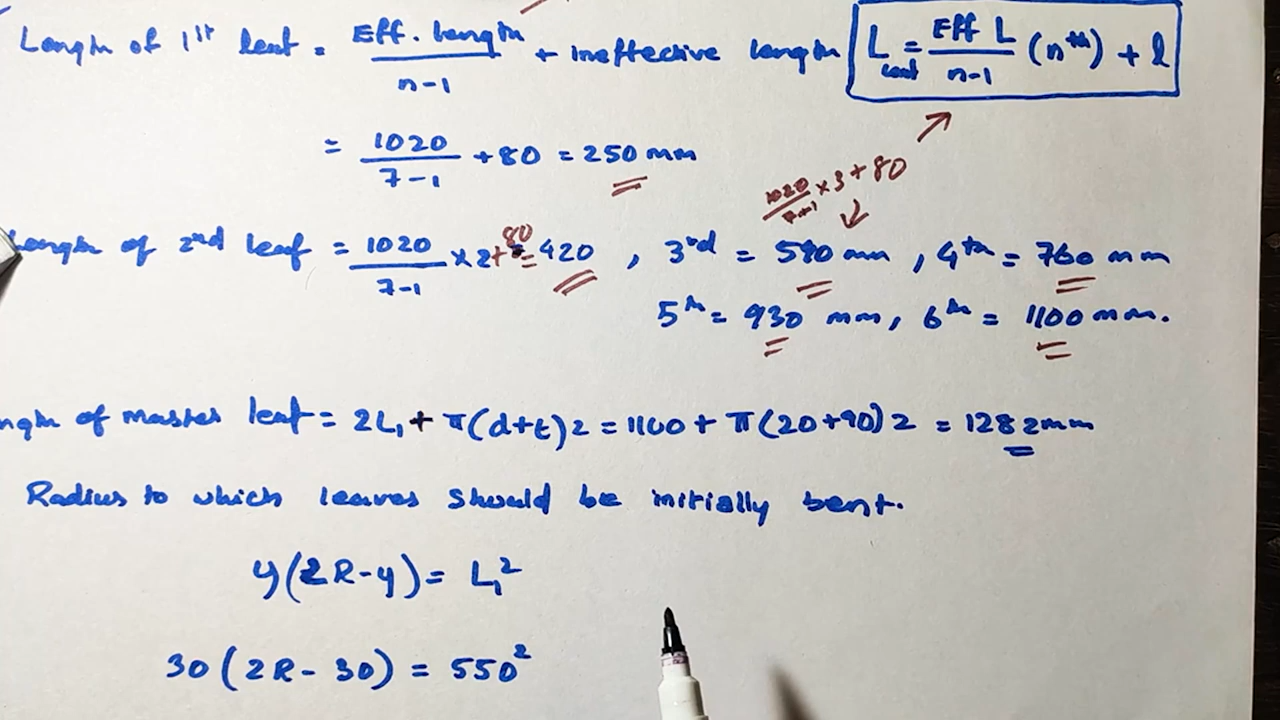 Length of 1st leaf = Eff. Length / n-1 + ineffective length
L leaf = Eff L / n-1 (nth) + l
= 1020 / 7-1 + 80 = 250 mm
1020 / n-1 × 3 + 80
Length of 2nd leaf = 1020 / 7-1 × 2 + 80 = 420 , 3rd = 590 mm , 4th = 760 mm
5th = 930 mm, 6th = 1100 mm.
ngth of master leaf = 2L1 + π(d+t)2 = 1100 + π(20+90)2 = 1282mm
Radius to which leaves should be initially bent.
y(2R-y) = L1²
30(2R-30) = 550²